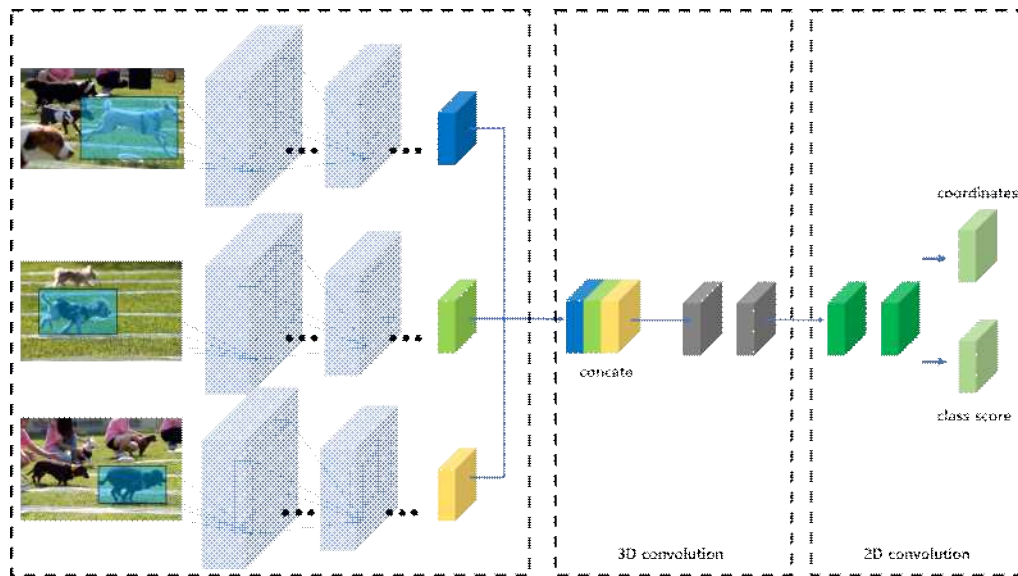 coordinates
concate
class score
3D convolution
2D convolution